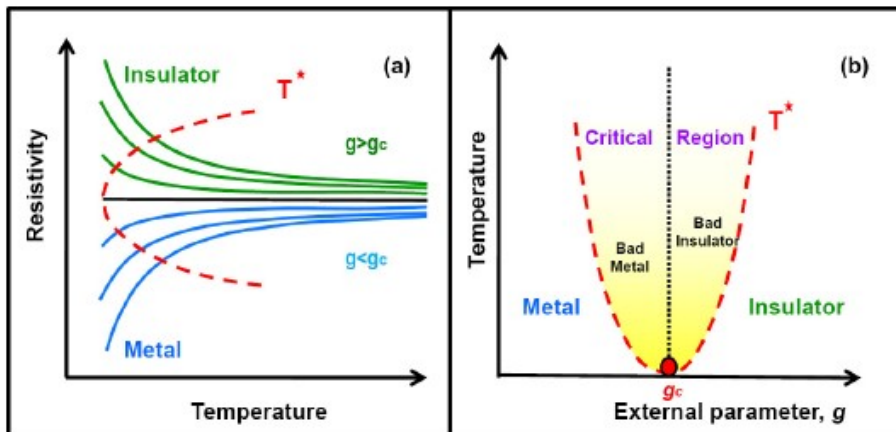 Insulator
(a)
T*
g>gc
g<gc
Metal
Resistivity
Temperature
(b)
T*
Critical Region
Bad
Metal
Bad
Insulator
Metal
Insulator
Temperature
gc
External parameter, g